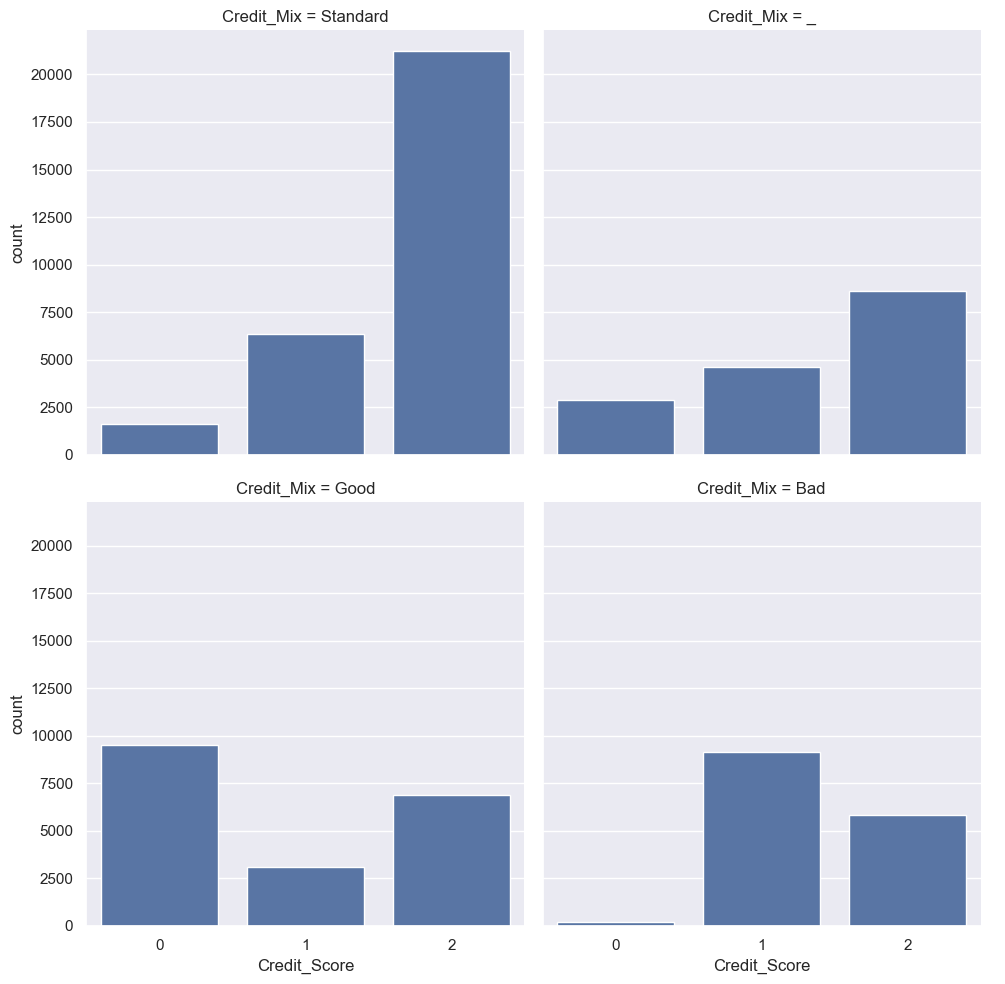 Credit_Mix = Standard
Credit_Mix = _
20000
17500
15000
12500
10000
7500
5000
2500
0
count
Credit_Mix = Good
Credit_Mix = Bad
20000
17500
15000
12500
10000
7500
5000
2500
0
count
0 1 2
0 1 2
Credit_Score
Credit_Score